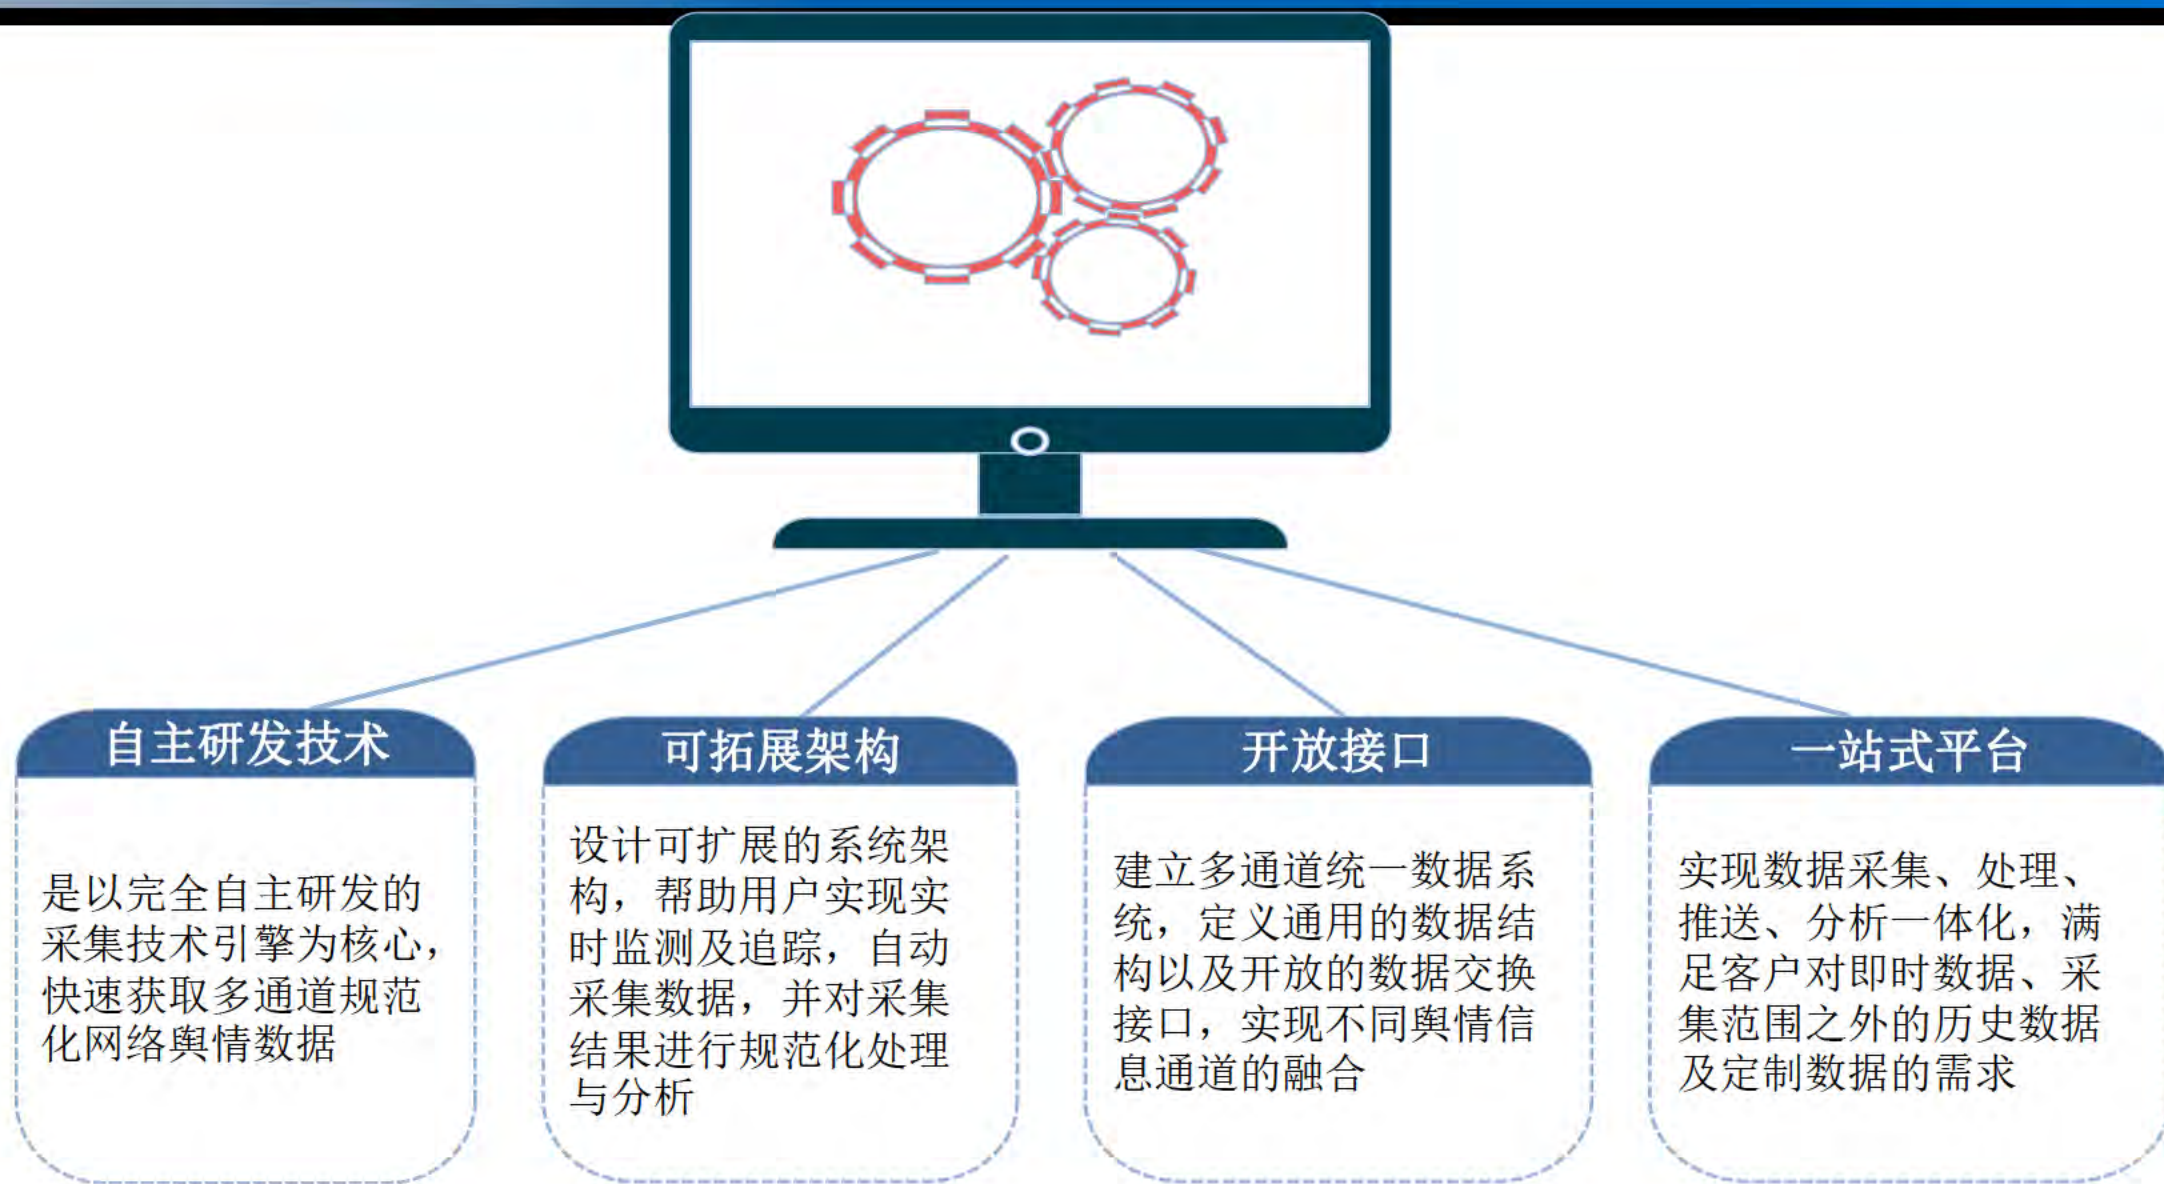 自主研发技术
是以完全自主研发的
采集技术引擎为核心，
快速获取多通道规范
化网络舆情数据
可拓展架构
设计可扩展的系统架
构，帮助用户实现实
时监测及追踪，自动
采集数据，并对采集
结果进行规范化处理
与分析
开放接口
建立多通道统一数据系
统，定义通用的数据结
构以及开放的数据交换
接口，实现不同舆情信
息通道的融合
一站式平台
实现数据采集、处理、
推送、分析一体化，满
足客户对即时数据、采
集范围之外的历史数据
及定制数据的需求